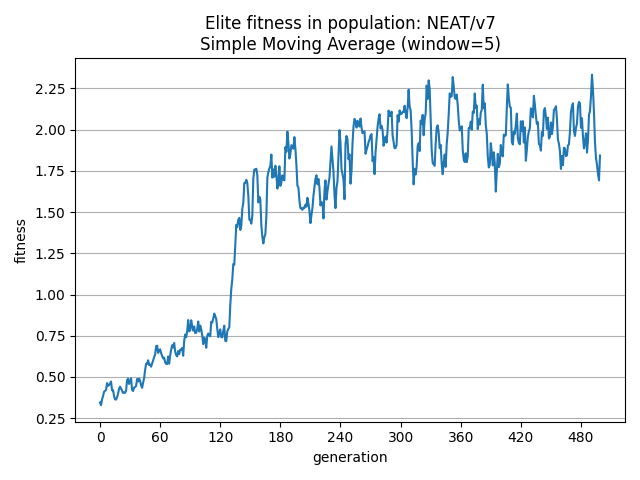 Elite fitness in population: NEAT/v7
Simple Moving Average (window=5)
2.25
2.00
1.75
1.50
1.25
1.00
0.75
0.50
0.25
fitness
0 60 120 180 240 300 360 420 480
generation